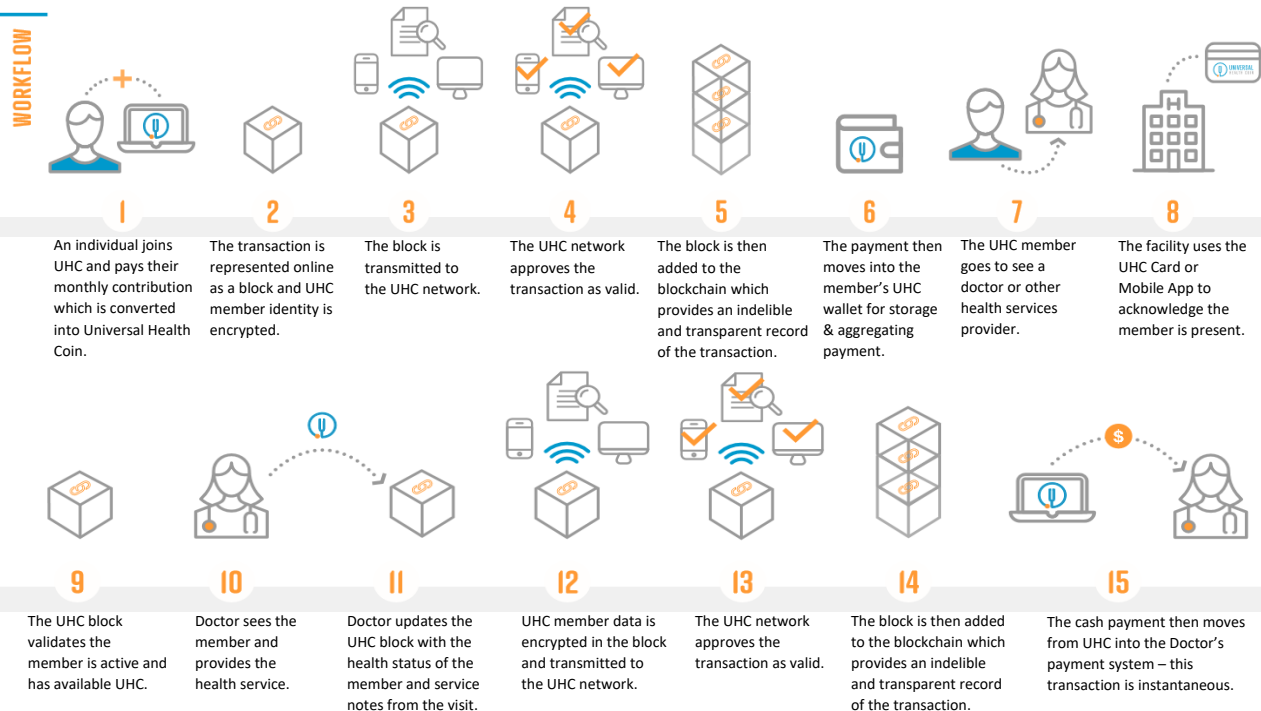 WORKFLOW
UNIVERSAL
HEALTH CARD
H
1
An individual joins
UHC and pays their
monthly contribution
which is converted
into Universal Health
Coin.
2
The transaction is
represented online
as a block and UHC
member identity is
encrypted.
3
The block is
transmitted to
the UHC network.
4
The UHC network
approves the
transaction as valid.
5
The block is then
added to the
blockchain which
provides an indelible
and transparent record
of the transaction.
6
The payment then
moves into the
member’s UHC
wallet for storage
& aggregating
payment.
7
The UHC member
goes to see a
doctor or other
health services
provider.
8
The facility uses the
UHC Card or
Mobile App to
acknowledge the
member is present.
$
9
The UHC block
validates the
member is active and
has available UHC.
10
Doctor sees the
member and
provides the
health service.
11
Doctor updates the
UHC block with the
health status of the
member and service
notes from the visit.
12
UHC member data is
encrypted in the block
and transmitted to
the UHC network.
13
The UHC network
approves the
transaction as valid.
14
The block is then added
to the blockchain which
provides an indelible
and transparent record
of the transaction.
15
The cash payment then moves
from UHC into the Doctor’s
payment system – this
transaction is instantaneous.